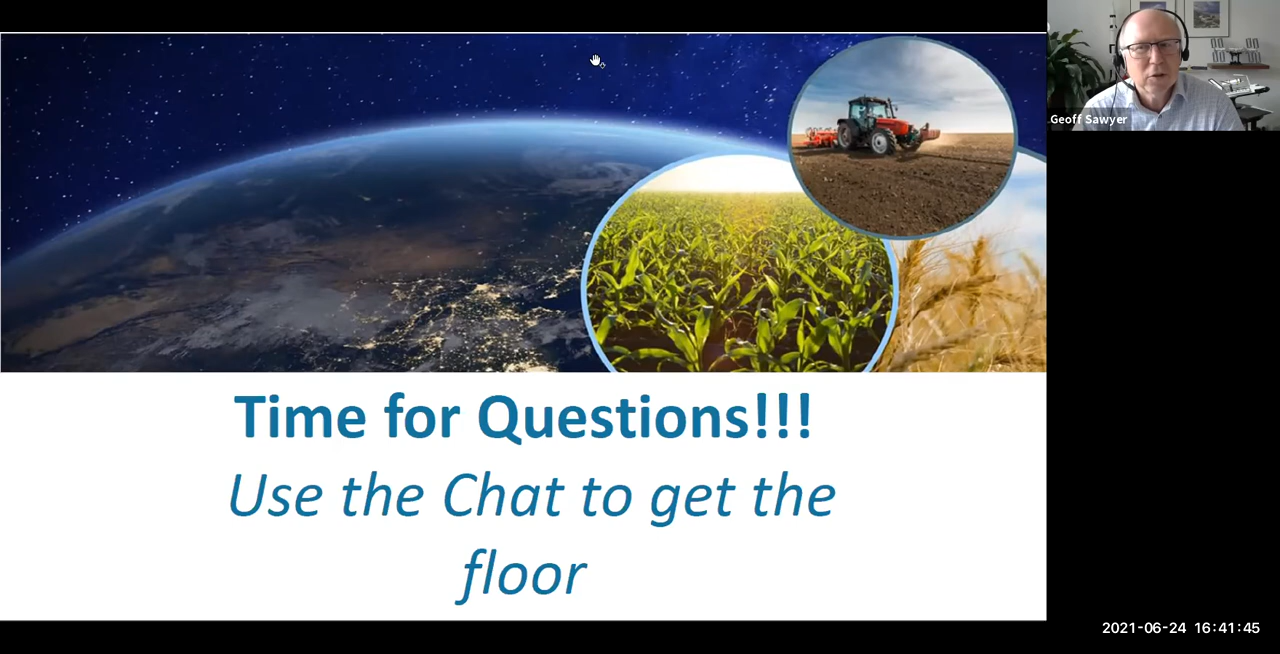 Geoff Sawyer
Time for Questions!!!
Use the Chat to get the
floor
2021-06-24 16:41:45